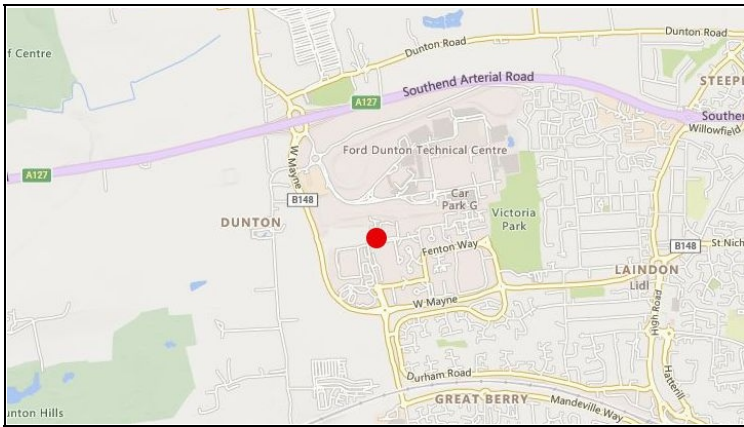 Dunton Road
Dunton Road
f Centre
Southend Arterial Road
STEEPL
A127
Southen
Willowfield
W Mayne
Ford Dunton Technical Centre
A127
Car
Park G
B148
Victoria
Park
DUNTON
Fenton Way
B148
St Nich
LAINDON
Lidl
W Mayne
High Road
Durham Road
Hatterill
GREAT BERRY
Mandeville Way
unton Hills